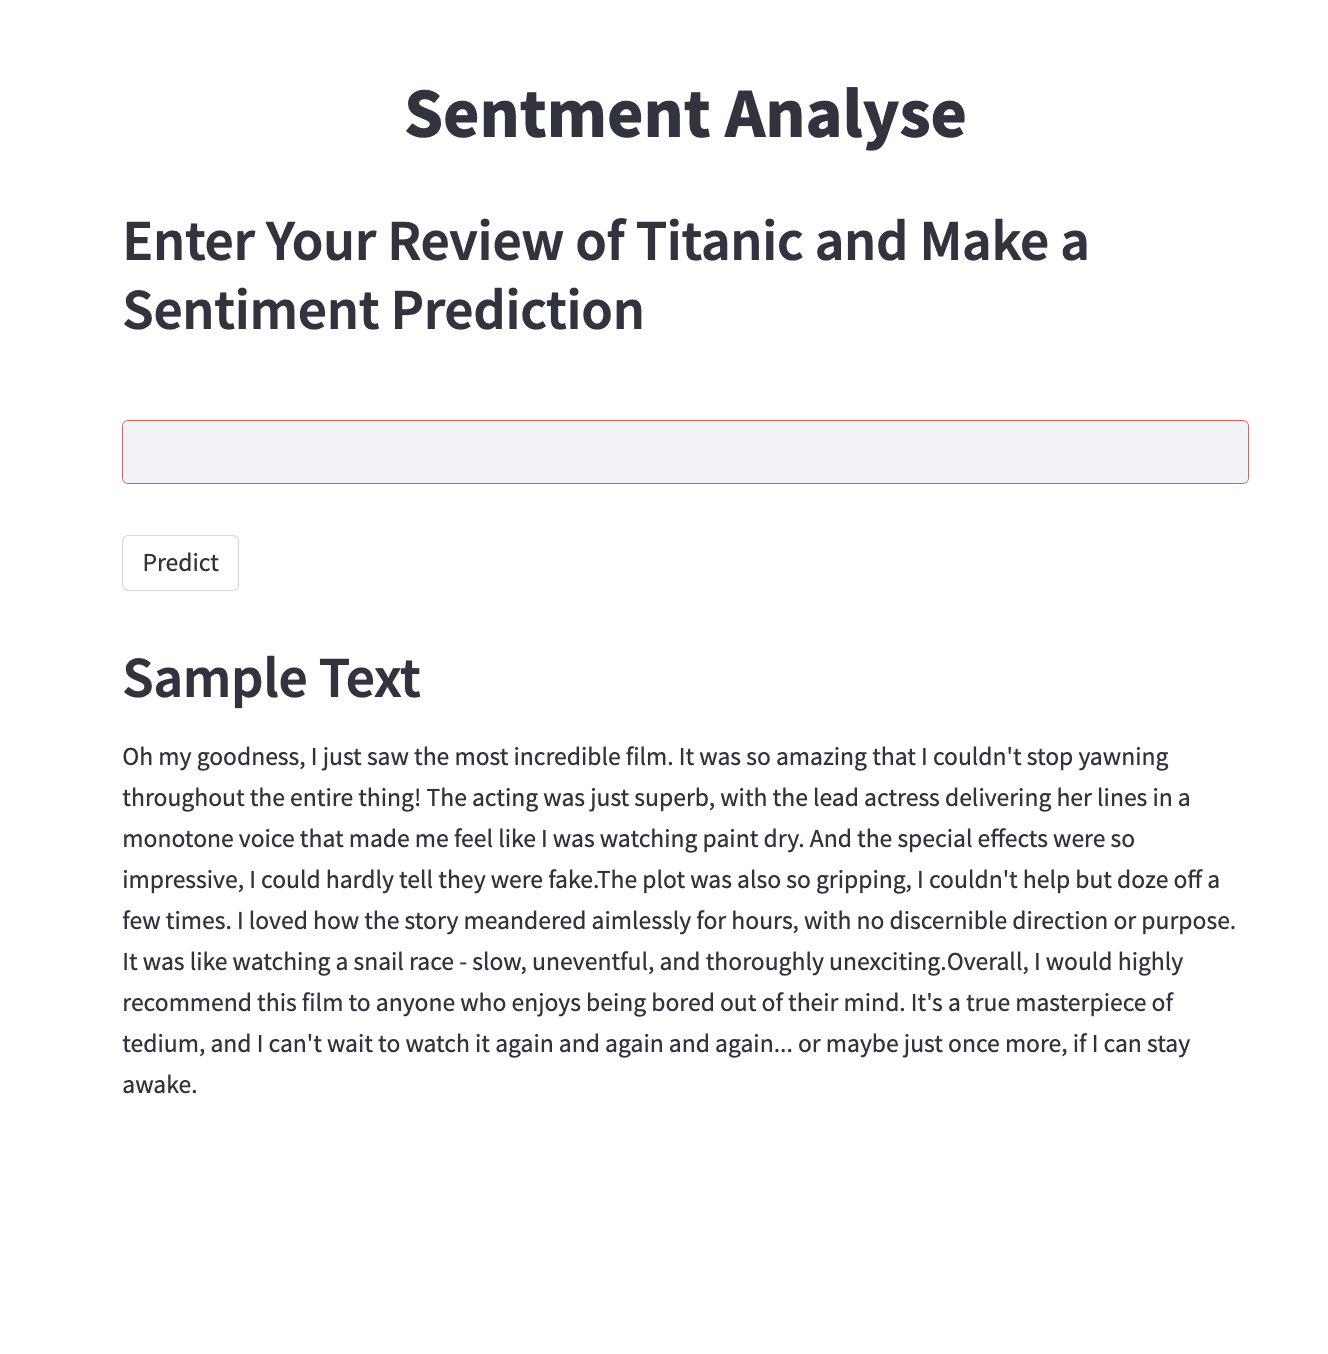 Sentment Analyse
Enter Your Review of Titanic and Make a
Sentiment Prediction
Predict
Sample Text
Oh my goodness, I just saw the most incredible film. It was so amazing that I couldn't stop yawning
throughout the entire thing! The acting was just superb, with the lead actress delivering her lines in a
monotone voice that made me feel like I was watching paint dry. And the special effects were so
impressive, I could hardly tell they were fake.The plot was also so gripping, I couldn't help but doze off a
few times. I loved how the story meandered aimlessly for hours, with no discernible direction or purpose.
It was like watching a snail race - slow, uneventful, and thoroughly unexciting.Overall, I would highly
recommend this film to anyone who enjoys being bored out of their mind. It's a true masterpiece of
tedium, and I can't wait to watch it again and again and again... or maybe just once more, if I can stay
awake.